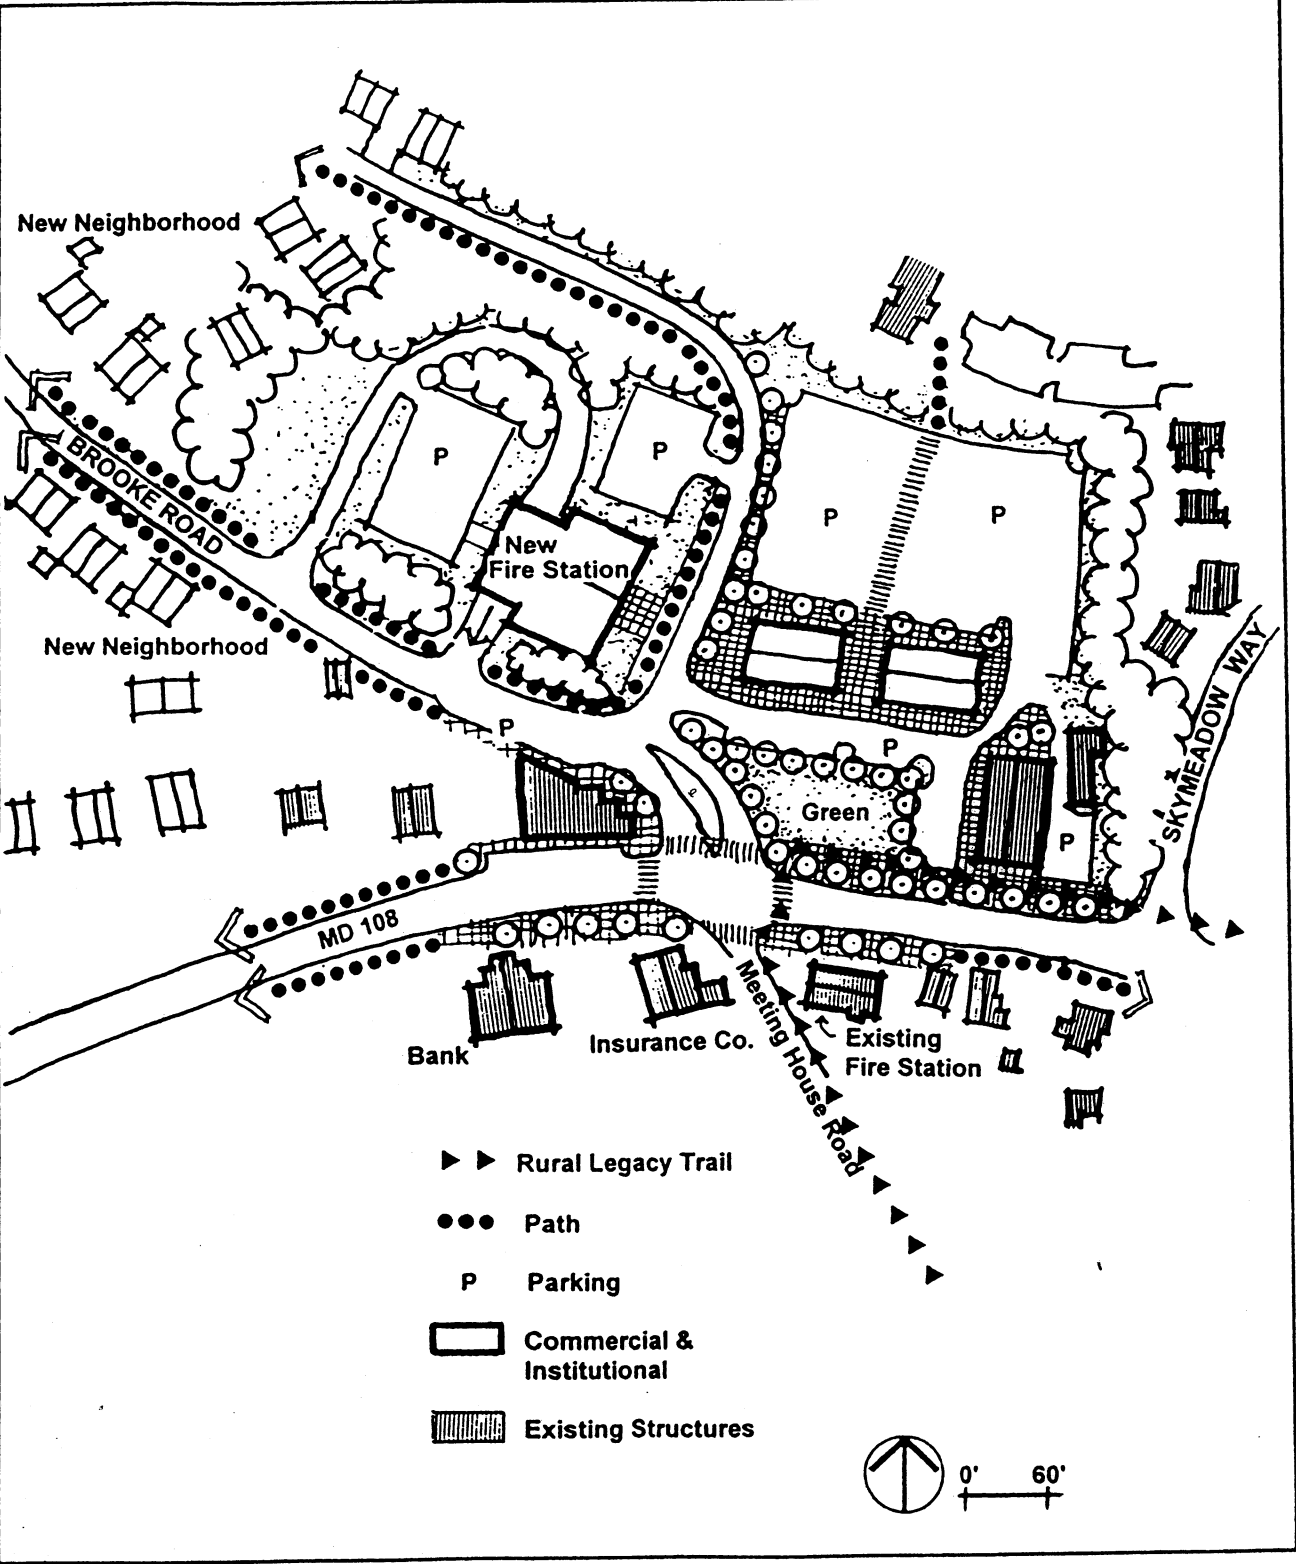 New Neighborhood
BROOKE ROAD
P
P
P
P
New
Fire Station
New Neighborhood
P
P
Green
P
SKYMEADOW WAY
MD 108
Bank
Insurance Co.
Meeting House Road
Existing
Fire Station
Rural Legacy Trail
Path
P
Parking
Commercial &
Institutional
Existing Structures
0' 60'